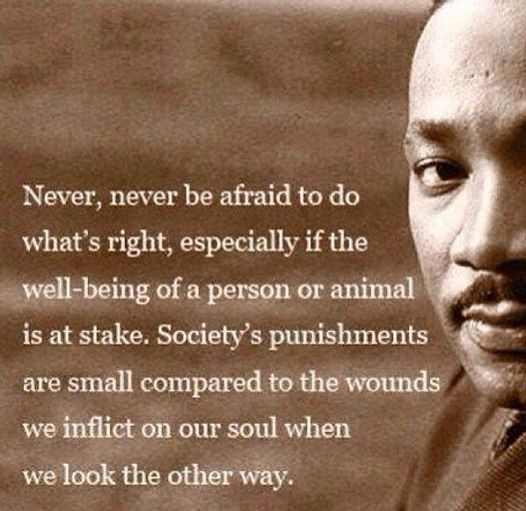 Never, never be afraid to do
what's right, especially if the
well-being of a person or animal
is at stake. Society's punishments
are small compared to the wounds
we inflict on our soul when
we look the other way.